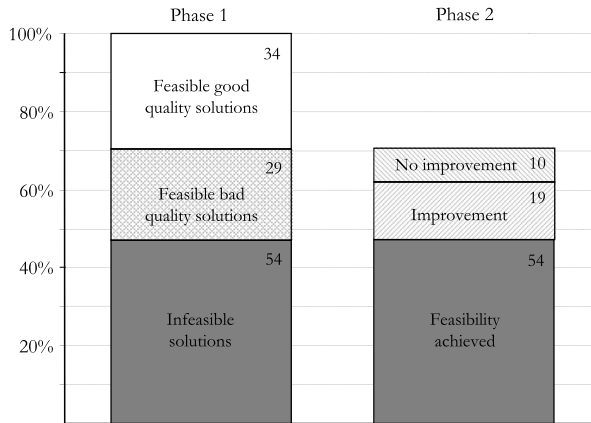 Phase 1
Phase 2
100%
80%
60%
40%
20%
34
Feasible good
quality solutions
29
Feasible bad
quality solutions
54
Infeasible
solutions
No improvement 10
19
Improvement
54
Feasibility
achieved